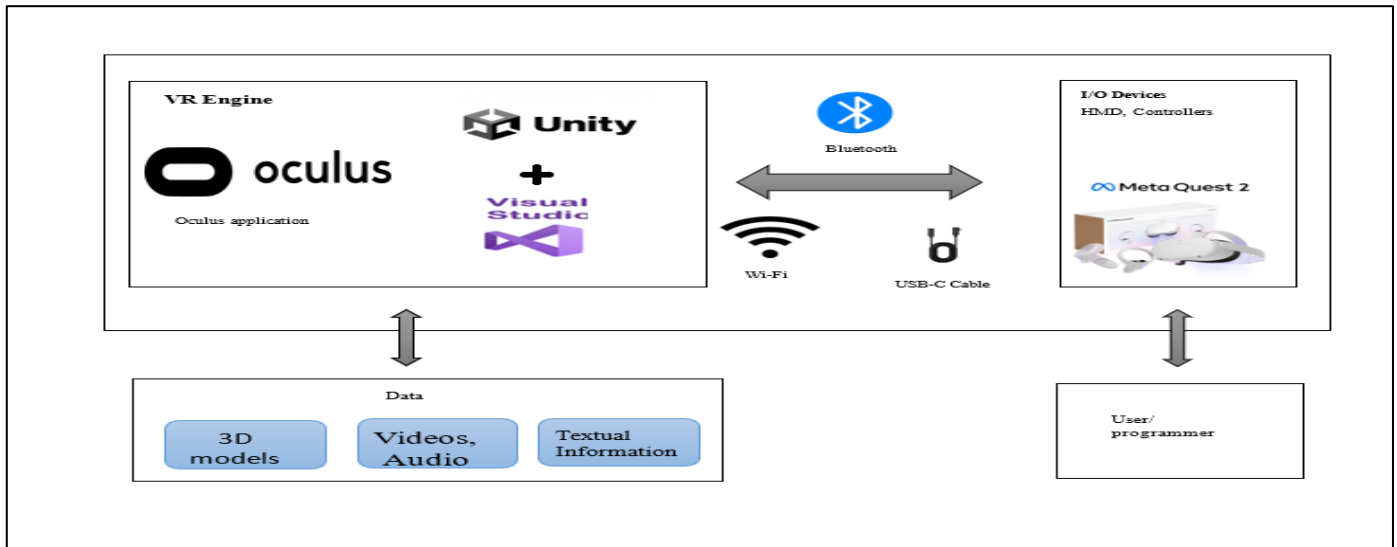 VR Engine
oculus
Oculus application
Unity
+
Visual
Studio
Bluetooth
Wi-Fi
USB-C Cable
I/O Devices
HMD, Controllers
Meta Quest 2
Data
3D
models
Videos,
Audio
Textual
Information
User/
programmer